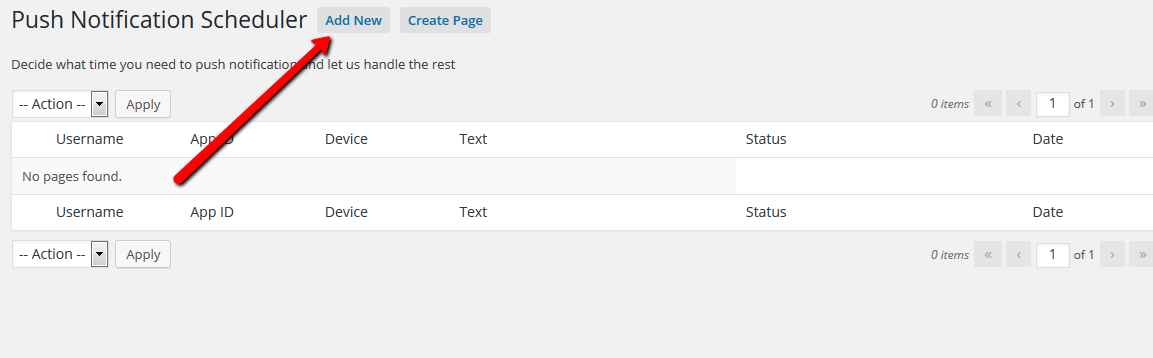 Push Notification Scheduler Add New Create Page
Decide what time you need to push notification and let us handle the rest
-- Action -- Apply 0 items « ‹ 1 of 1 › »
Username App ID Device Text Status Date
No pages found.
Username App ID Device Text Status Date
-- Action -- Apply 0 items « ‹ 1 of 1 › »